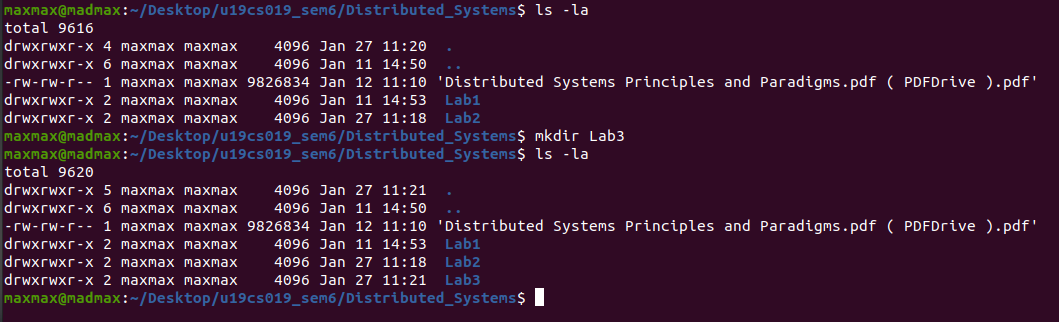 maxmax@madmax:~/Desktop/u19cs019_sem6/Distributed_Systems$ ls -la
total 9616
drwxrwxr-x 4 maxmax maxmax    4096 Jan 27 11:20  .
drwxrwxr-x 6 maxmax maxmax    4096 Jan 11 14:50  ..
-rw-rw-r-- 1 maxmax maxmax 9826834 Jan 12 11:10 'Distributed Systems Principles and Paradigms.pdf ( PDFDrive ).pdf'
drwxrwxr-x 2 maxmax maxmax    4096 Jan 11 14:53  Lab1
drwxrwxr-x 2 maxmax maxmax    4096 Jan 27 11:18  Lab2
maxmax@madmax:~/Desktop/u19cs019_sem6/Distributed_Systems$ mkdir Lab3
maxmax@madmax:~/Desktop/u19cs019_sem6/Distributed_Systems$ ls -la
total 9620
drwxrwxr-x 5 maxmax maxmax    4096 Jan 27 11:21  .
drwxrwxr-x 6 maxmax maxmax    4096 Jan 11 14:50  ..
-rw-rw-r-- 1 maxmax maxmax 9826834 Jan 12 11:10 'Distributed Systems Principles and Paradigms.pdf ( PDFDrive ).pdf'
drwxrwxr-x 2 maxmax maxmax    4096 Jan 11 14:53  Lab1
drwxrwxr-x 2 maxmax maxmax    4096 Jan 27 11:18  Lab2
drwxrwxr-x 2 maxmax maxmax    4096 Jan 27 11:21  Lab3
maxmax@madmax:~/Desktop/u19cs019_sem6/Distributed_Systems$